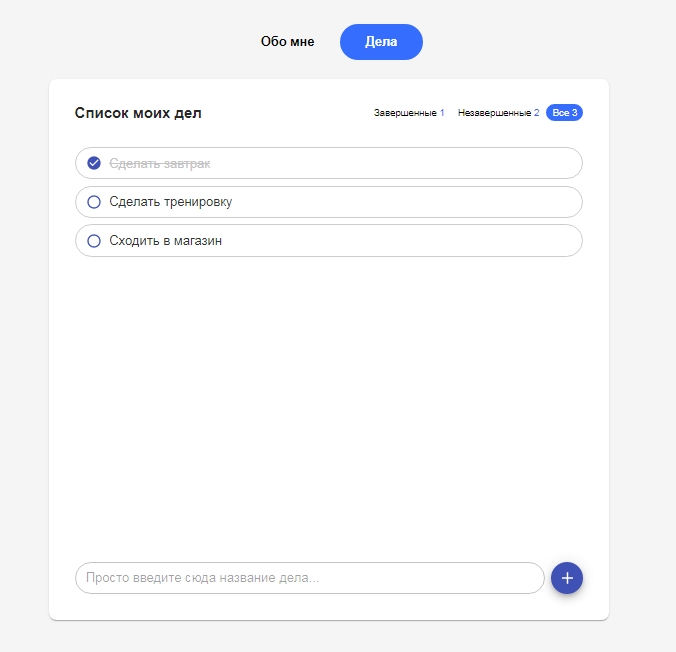 Обо мне Дела
Список моих дел Завершенные 1 Незавершенные 2 Все 3
Сделать завтрак
Сделать тренировку
Сходить в магазин
Просто введите сюда название дела...